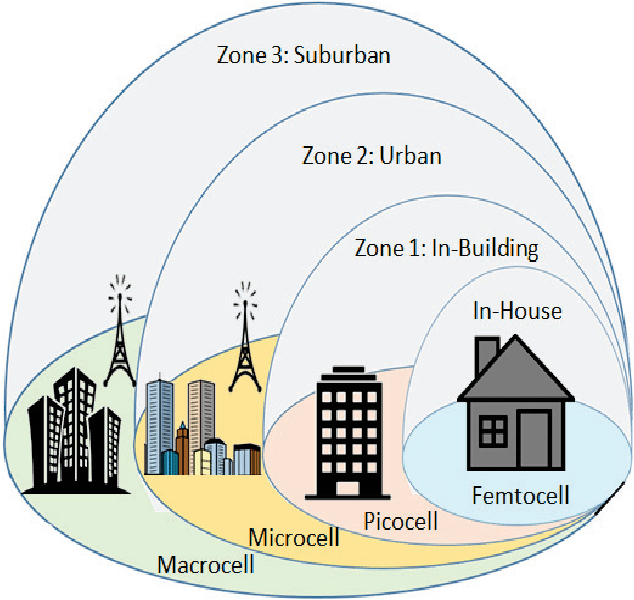 Zone 3: Suburban
Zone 2: Urban
Zone 1: In-Building
In-House
Femtocell
Picocell
Microcell
Macrocell